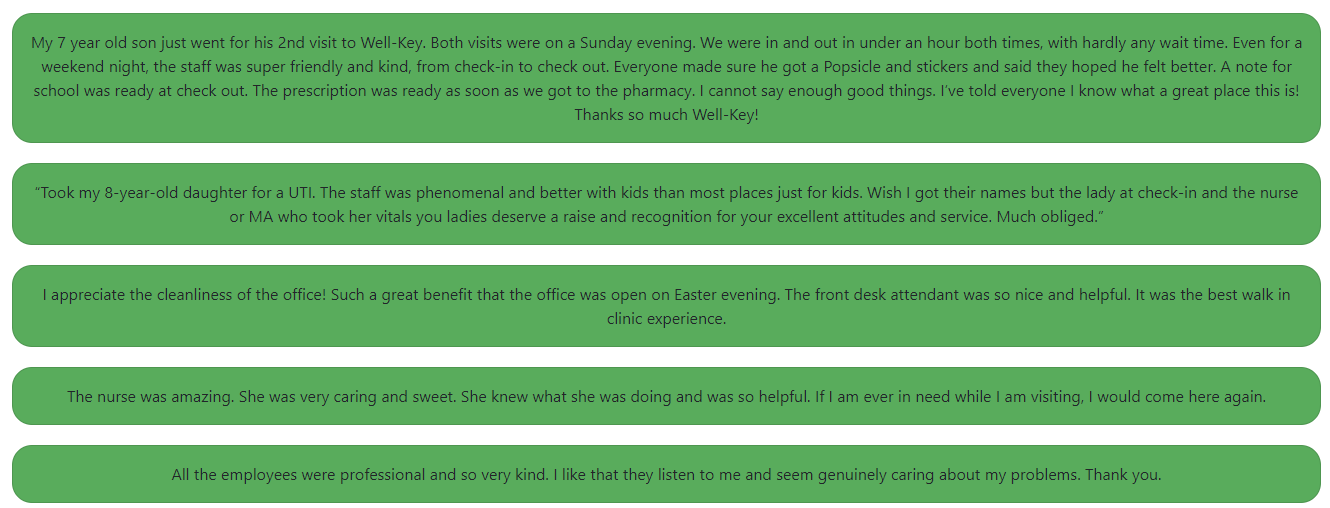 My 7 year old son just went for his 2nd visit to Well-Key. Both visits were on a Sunday evening. We were in and out in under an hour both times, with hardly any wait time. Even for a
weekend night, the staff was super friendly and kind, from check-in to check out. Everyone made sure he got a Popsicle and stickers and said they hoped he felt better. A note for
school was ready at check out. The prescription was ready as soon as we got to the pharmacy. I cannot say enough good things. I’ve told everyone I know what a great place this is!
Thanks so much Well-Key!
“Took my 8-year-old daughter for a UTI. The staff was phenomenal and better with kids than most places just for kids. Wish I got their names but the lady at check-in and the nurse
or MA who took her vitals you ladies deserve a raise and recognition for your excellent attitudes and service. Much obliged.”
I appreciate the cleanliness of the office! Such a great benefit that the office was open on Easter evening. The front desk attendant was so nice and helpful. It was the best walk in
clinic experience.
The nurse was amazing. She was very caring and sweet. She knew what she was doing and was so helpful. If I am ever in need while I am visiting, I would come here again.
All the employees were professional and so very kind. I like that they listen to me and seem genuinely caring about my problems. Thank you.